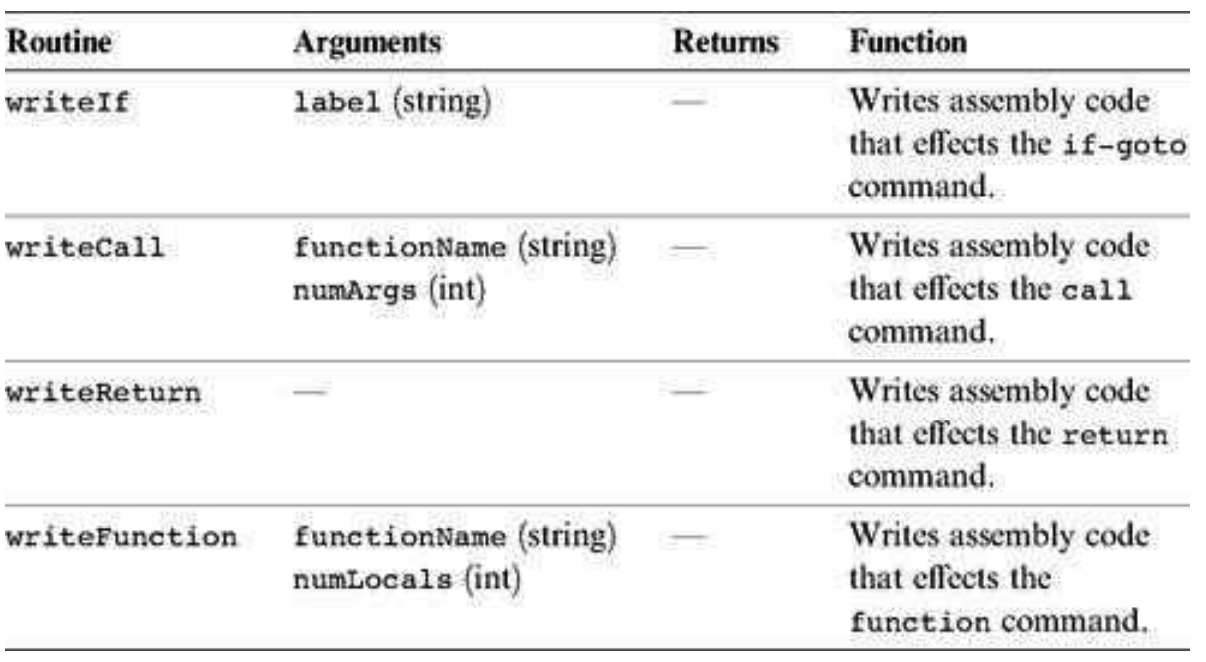 Routine Arguments Returns Function
writeIf label (string) — Writes assembly code
that effects the if-goto
command.
writeCall functionName (string) — Writes assembly code
numArgs (int) that effects the call
command.
writeReturn — — Writes assembly code
that effects the return
command.
writeFunction functionName (string) — Writes assembly code
numLocals (int) that effects the
function command.